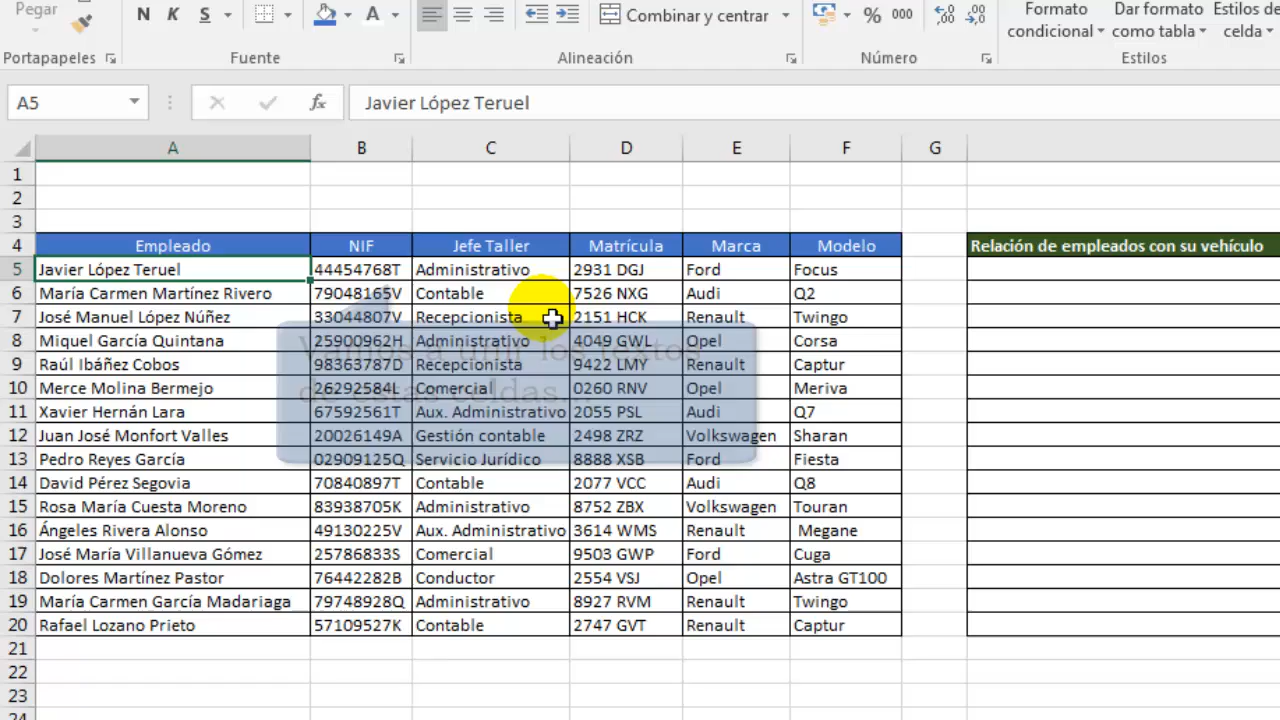 Pegar N K S A Combinar y centrar % 000 Formato condicional Dar formato como tabla Estilos de celda
Portapapeles Fuente Alineación Número Estilos
A5 fx Javier López Teruel
A B C D E F G
1
2
3
4 Empleado NIF Jefe Taller Matrícula Marca Modelo Relación de empleados con su vehículo
5 Javier López Teruel 44454768T Administrativo 2931 DGJ Ford Focus
6 María Carmen Martínez Rivero 79048165V Contable 7526 NXG Audi Q2
7 José Manuel López Núñez 33044807V Recepcionista 2151 HCK Renault Twingo
8 Miquel García Quintana 25900962H Administrativo 4049 GWL Opel Corsa
Vamos a unir los textos
9 Raúl Ibáñez Cobos 98363787D Recepcionista 9422 LMY Renault Captur
10 Merce Molina Bermejo 26292584L Comercial 0260 RNV Opel Meriva
de estas celdas...
11 Xavier Hernán Lara 67592561T Aux. Administrativo 2055 PSL Audi Q7
12 Juan José Monfort Valles 20026149A Gestión contable 2498 ZRZ Volkswagen Sharan
13 Pedro Reyes García 02909125Q Servicio Jurídico 8888 XSB Ford Fiesta
14 David Pérez Segovia 70840897T Contable 2077 VCC Audi Q8
15 Rosa María Cuesta Moreno 83938705K Administrativo 8752 ZBX Volkswagen Touran
16 Ángeles Rivera Alonso 49130225V Aux. Administrativo 3614 WMS Renault Megane
17 José María Villanueva Gómez 25786833S Comercial 9503 GWP Ford Cuga
18 Dolores Martínez Pastor 76442282B Conductor 2554 VSJ Opel Astra GT100
19 María Carmen García Madariaga 79748928Q Administrativo 8927 RVM Renault Twingo
20 Rafael Lozano Prieto 57109527K Contable 2747 GVT Renault Captur
21
22
23
24